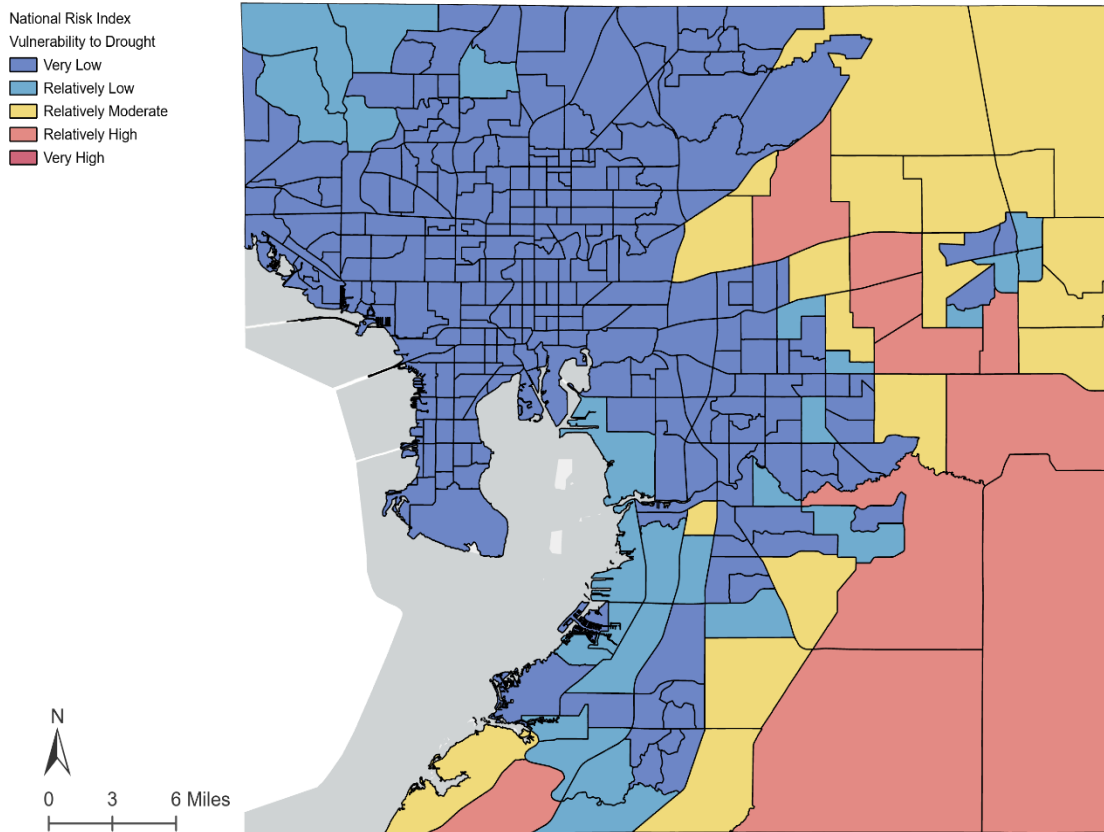 National Risk Index
Vulnerability to Drought
Very Low
Relatively Low
Relatively Moderate
Relatively High
Very High
N
0 3 6 Miles